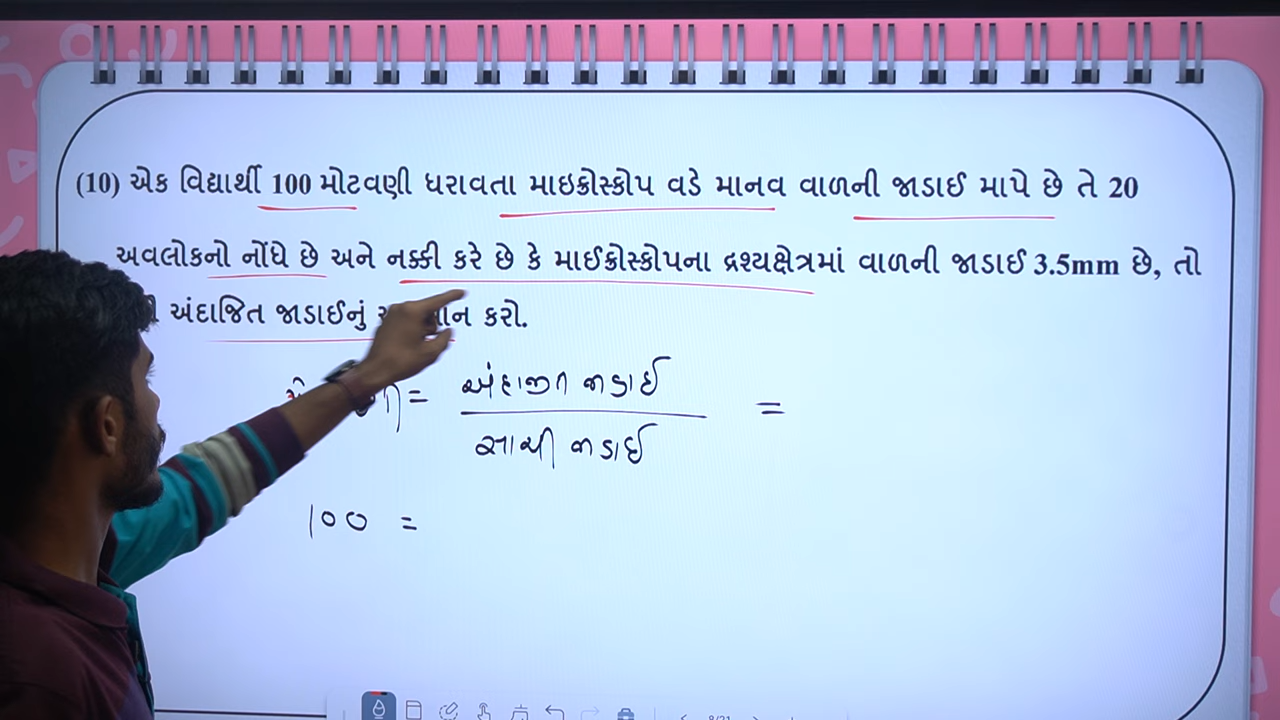 (10) એક વિદ્યાર્થી 100 મોટવણી ધરાવતા માઇક્રોસ્કોપ વડે માનવ વાળની જાડાઈ માપે છે તે 20
અવલોકનો નોંધે છે અને નક્કી કરે છે કે માઈક્રોસ્કોપના દ્રશ્યક્ષેત્રમાં વાળની જાડાઈ 3.5mm છે, તો
અંદાજિત જાડાઈનું કરો.
= અંદાજીત જાડાઈ =
સાચી જાડાઈ
100 =